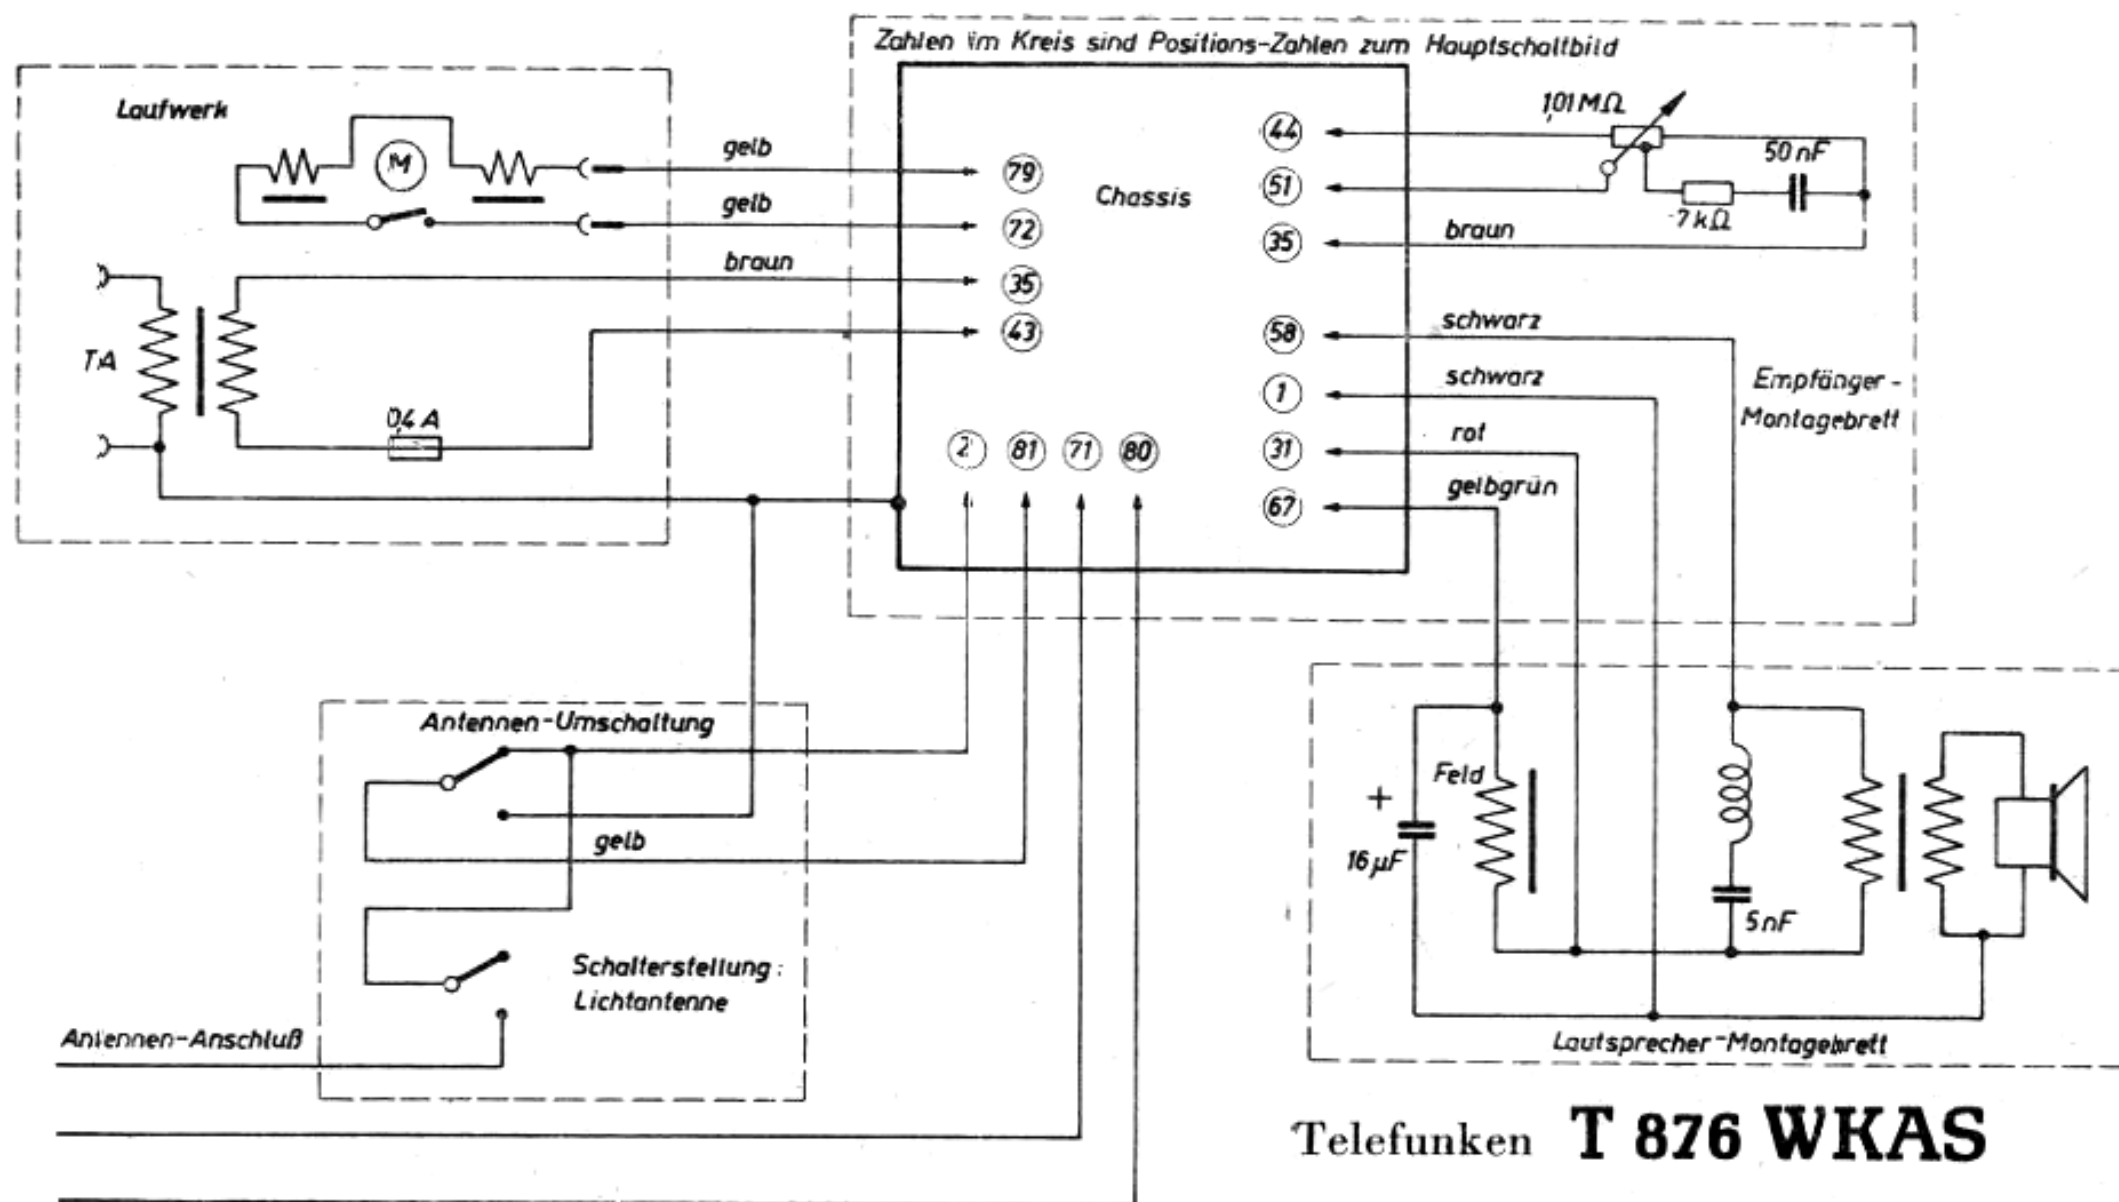 Zahlen im Kreis sind Positions-Zahlen zum Hauptschaltbild
Laufwerk
M
gelb
gelb
braun
TA
0,4 A
Chassis
79
72
35
43
2
81
71
80
44
51
35
58
1
31
67
1,01 MΩ
50 nF
7 kΩ
braun
schwarz
schwarz
rot
gelbgrün
Empfänger-
Montagebrett
Antennen-Umschaltung
gelb
Schalterstellung:
Lichtantenne
Antennen-Anschluß
Feld
+
16 µF
5 nF
Lautsprecher-Montagebrett
Telefunken T 876 WKAS